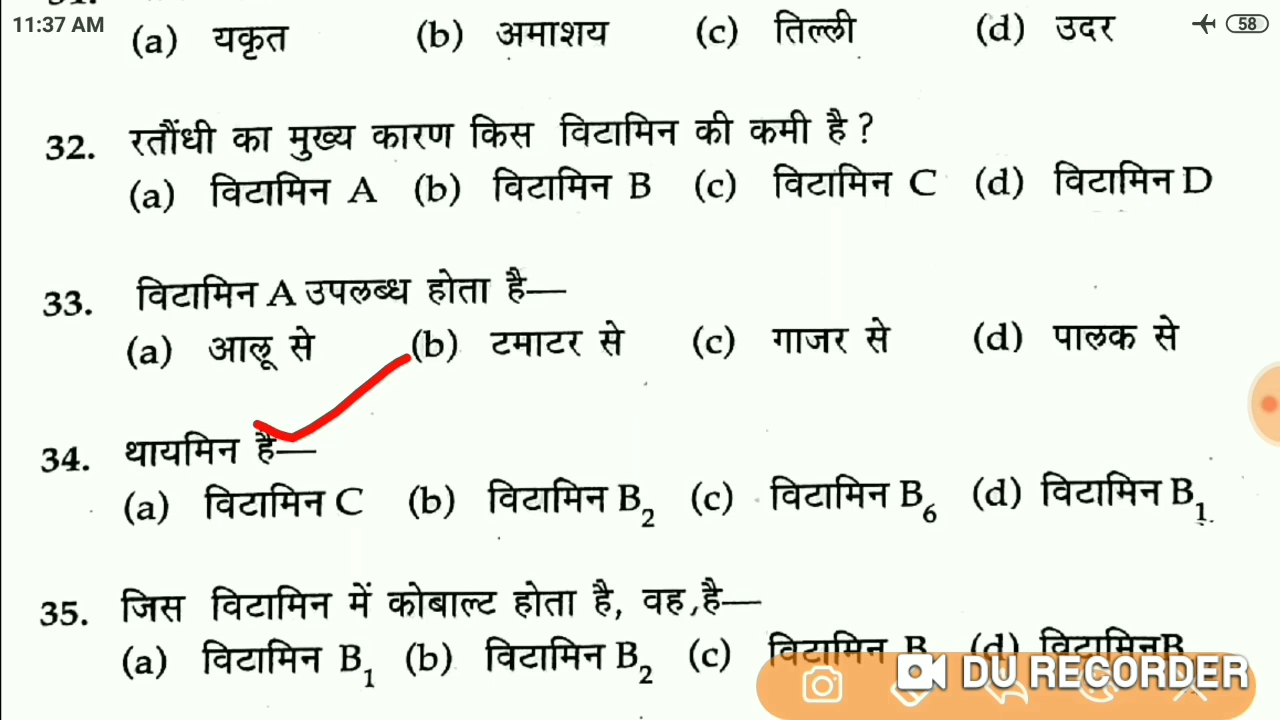 11:37 AM 58
(a) यकृत (b) अमाशय (c) तिल्ली (d) उदर
32. रतौंधी का मुख्य कारण किस विटामिन की कमी है ?
(a) विटामिन A (b) विटामिन B (c) विटामिन C (d) विटामिन D
33. विटामिन A उपलब्ध होता है—
(a) आलू से (b) टमाटर से (c) गाजर से (d) पालक से
34. थायमिन है—
(a) विटामिन C (b) विटामिन B₂ (c) विटामिन B₆ (d) विटामिन B₁
35. जिस विटामिन में कोबाल्ट होता है, वह है—
(a) विटामिन B₁ (b) विटामिन B₂ (c) विटामिन B (d) विटामिन B
DU RECORDER